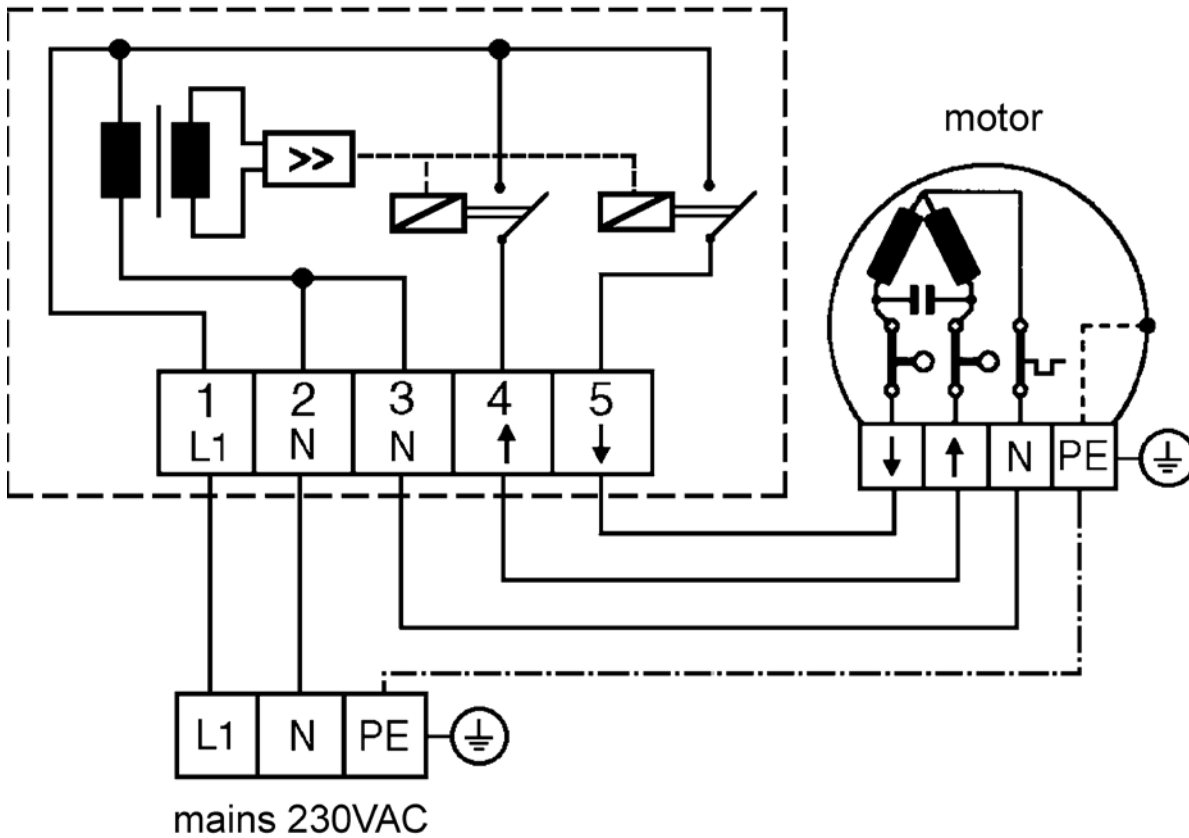 motor
>>
1 2 3 4 5
L1 N N ↑ ↓
↓ ↑ N PE
L1 N PE
mains 230VAC